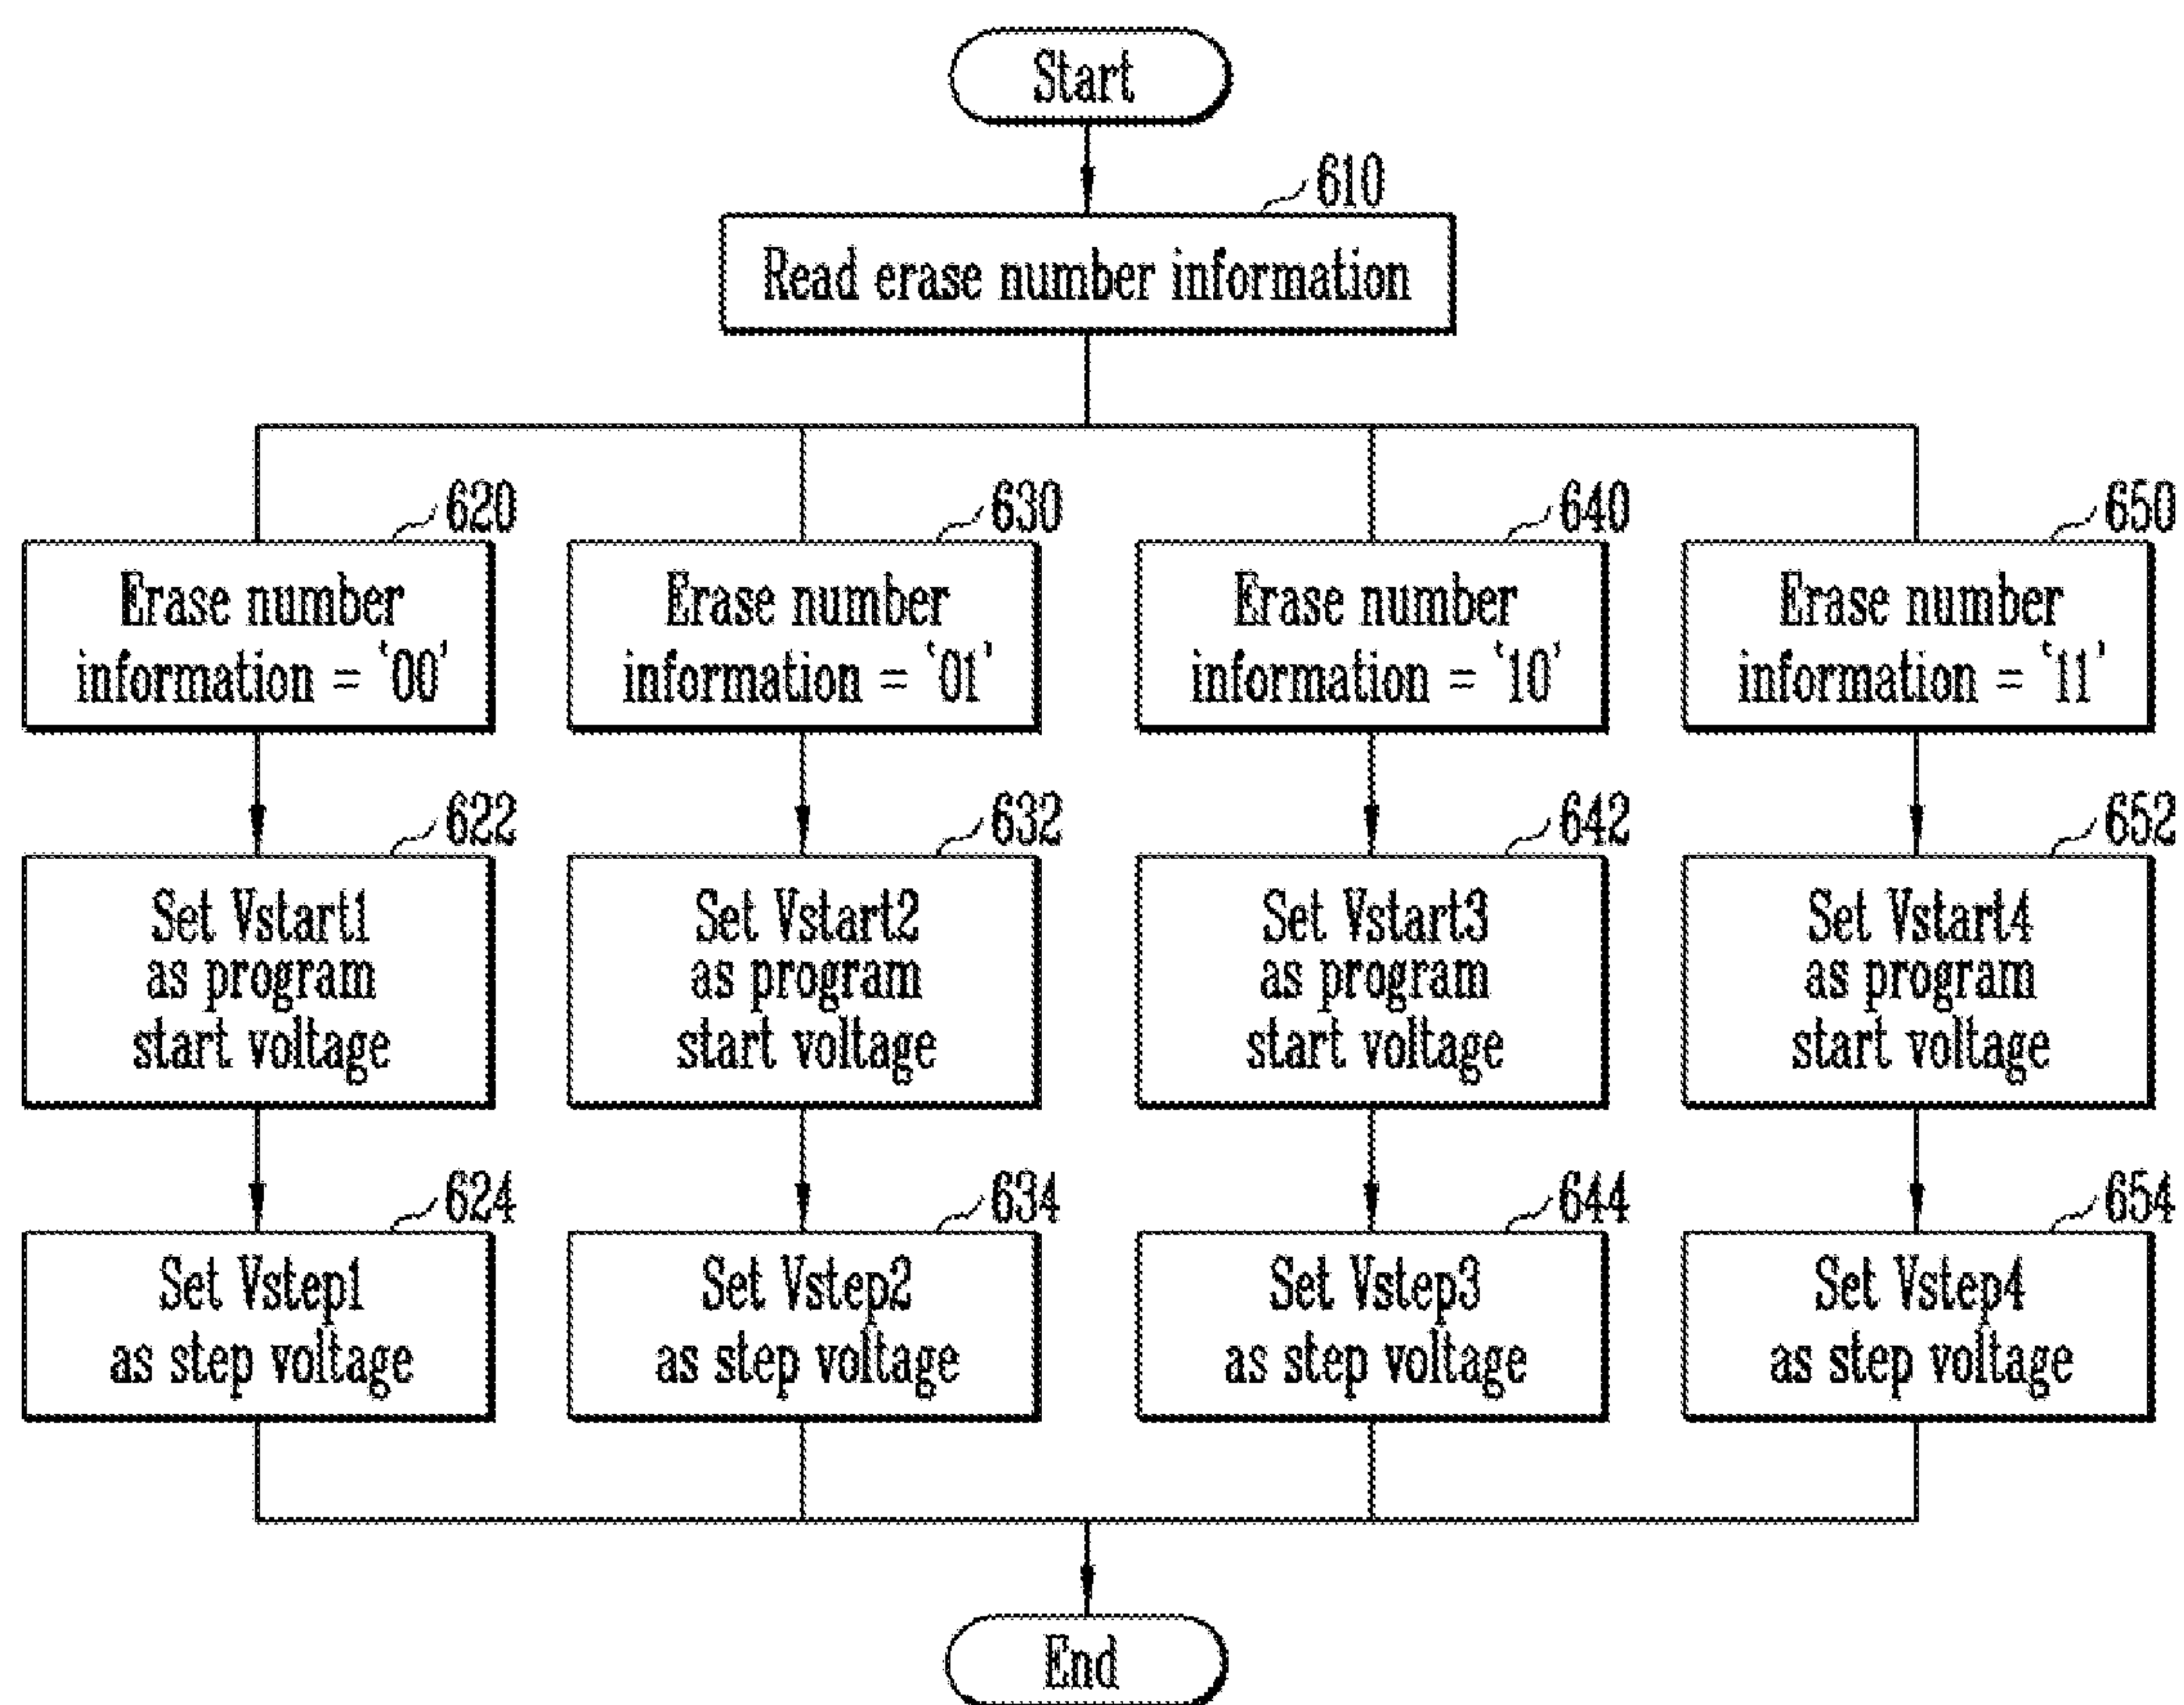 Start
610
Read erase number information
620
Erase number
information = ‘00’
630
Erase number
information = ‘01’
640
Erase number
information = ‘10’
650
Erase number
information = ‘11’
622
Set Vstart1
as program
start voltage
632
Set Vstart2
as program
start voltage
642
Set Vstart3
as program
start voltage
652
Set Vstart4
as program
start voltage
624
Set Vstep1
as step voltage
634
Set Vstep2
as step voltage
644
Set Vstep3
as step voltage
654
Set Vstep4
as step voltage
End